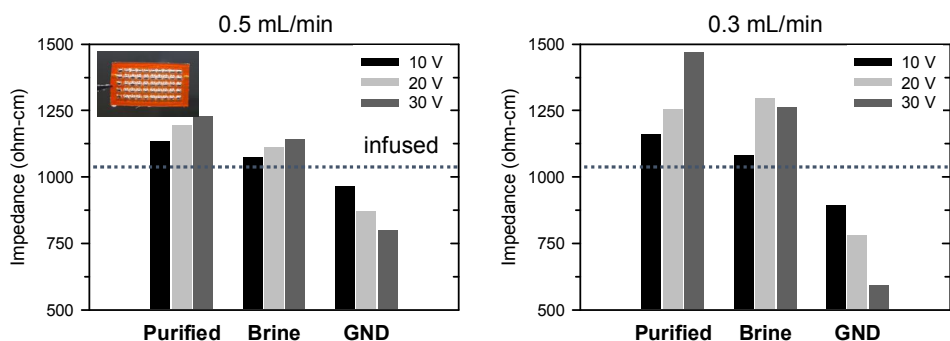 0.5 mL/min
Impedance (ohm-cm)
1500
1250
1000
750
500
10 V
20 V
30 V
infused
Purified Brine GND
0.3 mL/min
Impedance (ohm-cm)
1500
1250
1000
750
500
10 V
20 V
30 V
Purified Brine GND